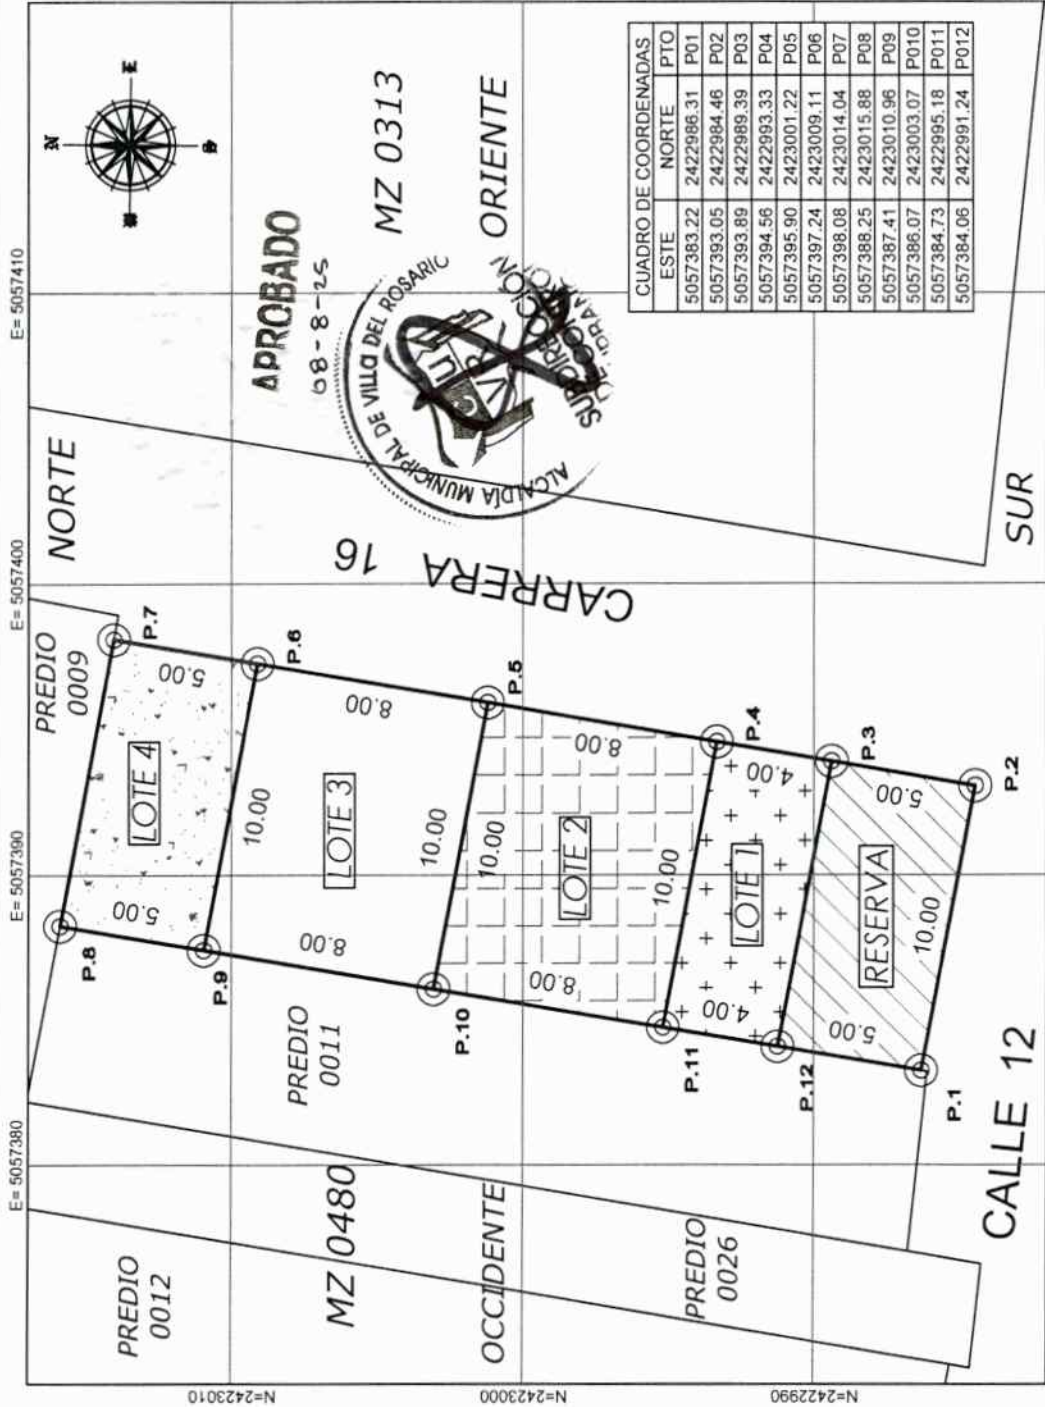 E= 5057380
E= 5057390
E= 5057400
E= 5057410
N=2423010
N=2423000
N=2422990
NORTE
N
E
APROBADO
08-8-25
MZ 0313
ORIENTE
ALCALDÍA MUNICIPAL DE VILLA DEL ROSARIO
CARRERA 16
SUR
CALLE 12
PREDIO
0009
PREDIO
0012
MZ 0480
OCCIDENTE
PREDIO
0011
PREDIO
0026
P.8
P.7
5.00
LOTE 4
5.00
P.9
P.6
10.00
8.00
LOTE 3
8.00
10.00
P.10
P.5
10.00
8.00
LOTE 2
8.00
10.00
P.11
P.4
4.00
LOTE 1
4.00
P.12
P.3
5.00
RESERVA
5.00
10.00
P.1
P.2
CUADRO DE COORDENADAS
ESTE NORTE PTO
5057383.22 2422986.31 P01
5057393.05 2422984.46 P02
5057393.89 2422989.39 P03
5057394.56 2422993.33 P04
5057395.90 2423001.22 P05
5057397.24 2423009.11 P06
5057398.08 2423014.04 P07
5057388.25 2423015.88 P08
5057387.41 2423010.96 P09
5057386.07 2423003.07 P010
5057384.73 2422995.18 P011
5057384.06 2422991.24 P012